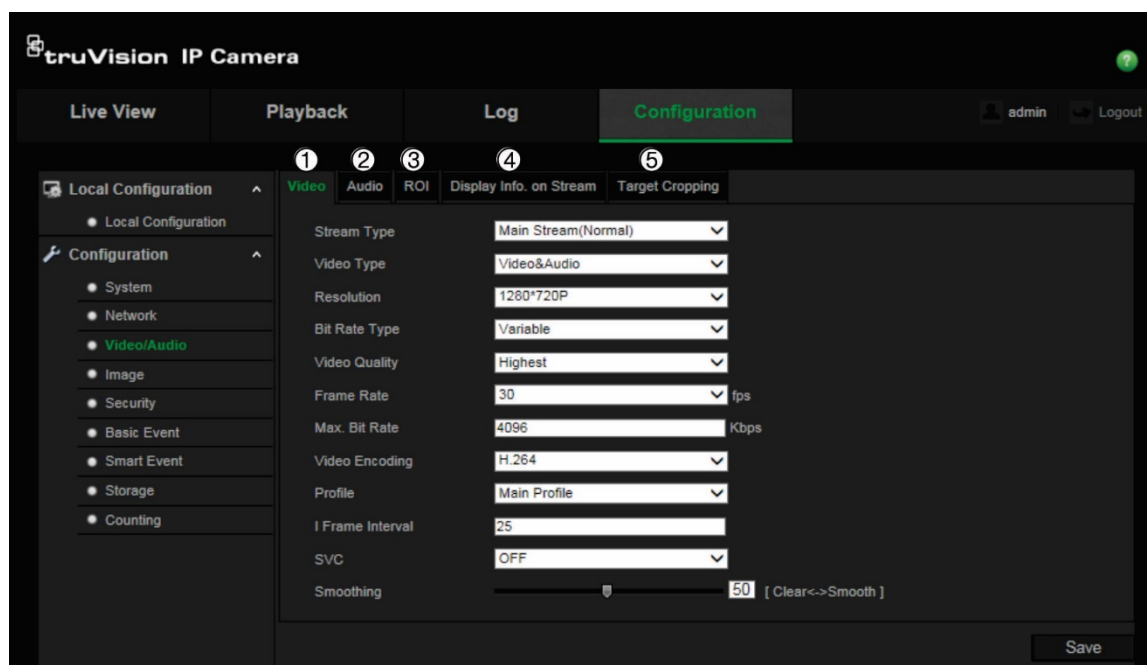 truVision IP Camera
?
Live View Playback Log Configuration admin Logout
① ② ③ ④ ⑤
Video Audio ROI Display Info. on Stream Target Cropping
Local Configuration
Local Configuration
Configuration
System
Network
Video/Audio
Image
Security
Basic Event
Smart Event
Storage
Counting
Stream Type Main Stream(Normal)
Video Type Video&Audio
Resolution 1280*720P
Bit Rate Type Variable
Video Quality Highest
Frame Rate 30 fps
Max. Bit Rate 4096 Kbps
Video Encoding H.264
Profile Main Profile
I Frame Interval 25
SVC OFF
Smoothing 50 [ Clear<->Smooth ]
Save